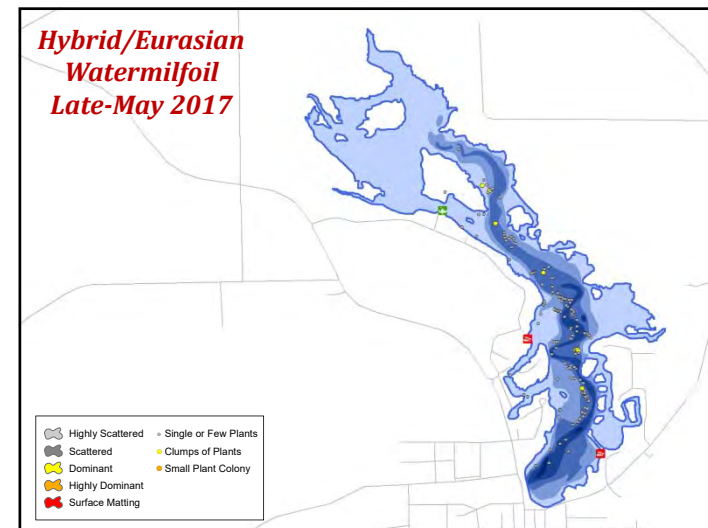 Hybrid/Eurasian
Watermilfoil
Late-May 2017
Highly Scattered
Scattered
Dominant
Highly Dominant
Surface Matting
Single or Few Plants
Clumps of Plants
Small Plant Colony